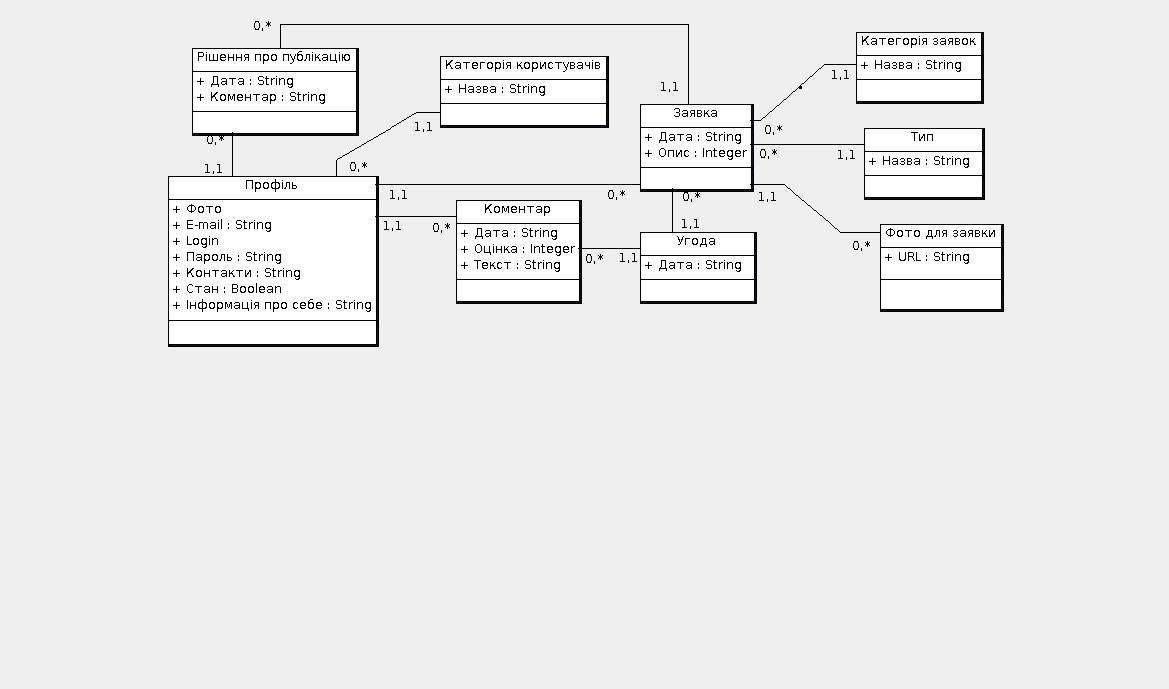 0,*
Рішення про публікацію
+ Дата : String
+ Коментар : String
0,*
1,1
Категорія користувачів
+ Назва : String
1,1
0,*
1,1
Заявка
+ Дата : String
+ Опис : Integer
Категорія заявок
+ Назва : String
1,1
0,*
Тип
+ Назва : String
0,*
1,1
Профіль
+ Фото
+ E-mail : String
+ Login
+ Пароль : String
+ Контакти : String
+ Стан : Boolean
+ Інформація про себе : String
1,1
0,*
1,1
0,*
Коментар
+ Дата : String
+ Оцінка : Integer
+ Текст : String
0,*
1,1
0,*
1,1
Угода
+ Дата : String
1,1
0,*
Фото для заявки
+ URL : String